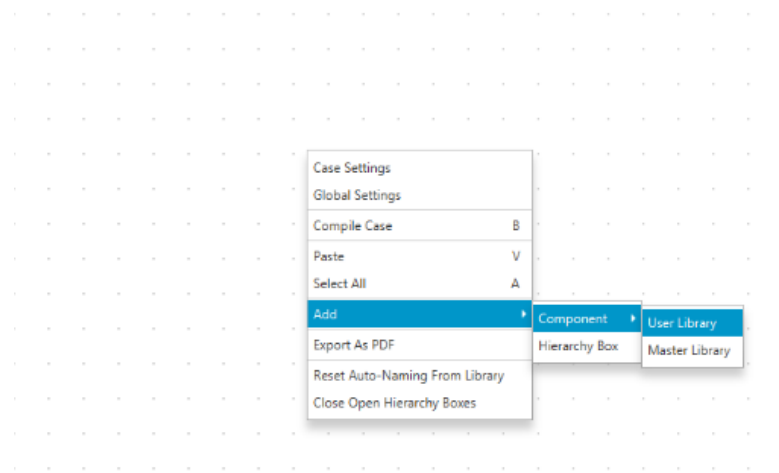 Case Settings
Global Settings
Compile Case B
Paste V
Select All A
Add
Component
User Library
Export As PDF
Hierarchy Box
Master Library
Reset Auto-Naming From Library
Close Open Hierarchy Boxes